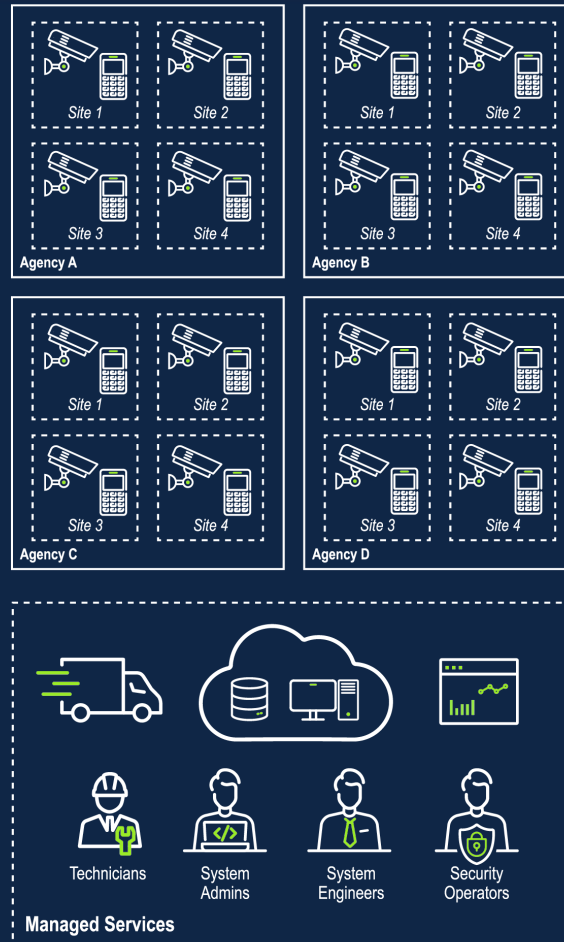 Site 1
Site 2
Site 3
Site 4
Agency A
Site 1
Site 2
Site 3
Site 4
Agency B
Site 1
Site 2
Site 3
Site 4
Agency C
Site 1
Site 2
Site 3
Site 4
Agency D
</>
Technicians
System
Admins
System
Engineers
Security
Operators
Managed Services